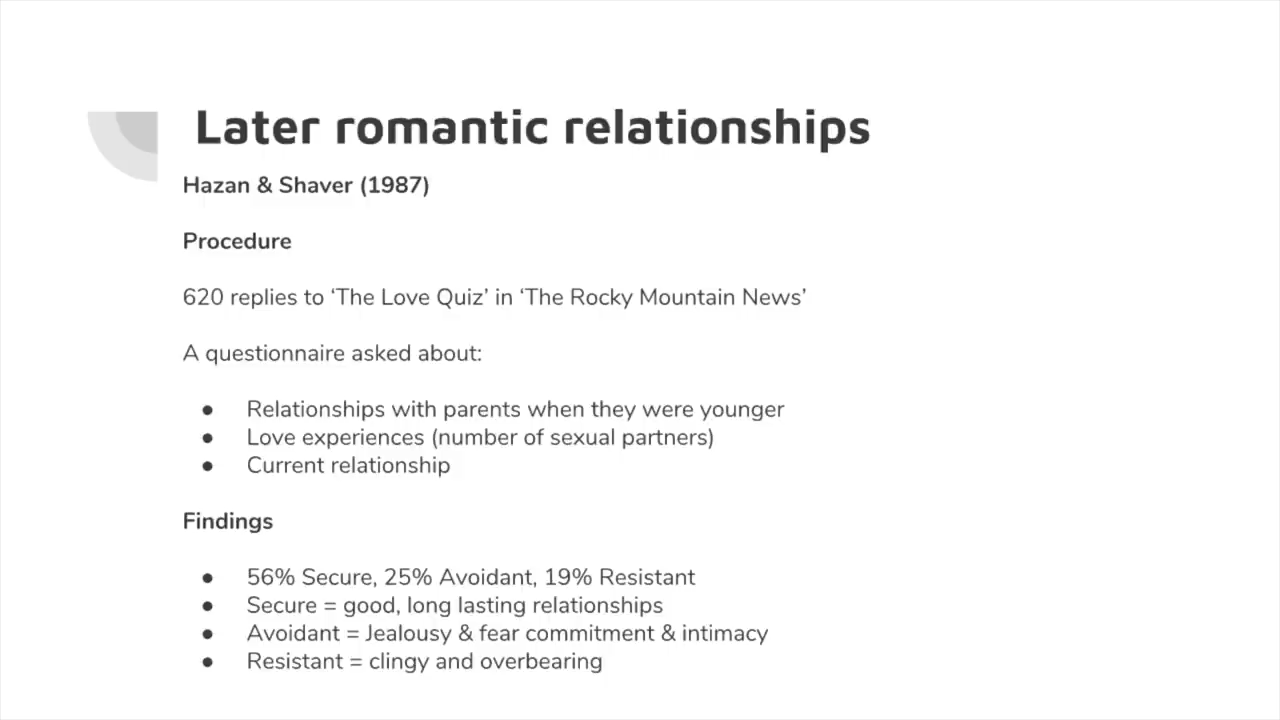 Later romantic relationships
Hazan & Shaver (1987)
Procedure
620 replies to ‘The Love Quiz’ in ‘The Rocky Mountain News’
A questionnaire asked about:
● Relationships with parents when they were younger
● Love experiences (number of sexual partners)
● Current relationship
Findings
● 56% Secure, 25% Avoidant, 19% Resistant
● Secure = good, long lasting relationships
● Avoidant = Jealousy & fear commitment & intimacy
● Resistant = clingy and overbearing